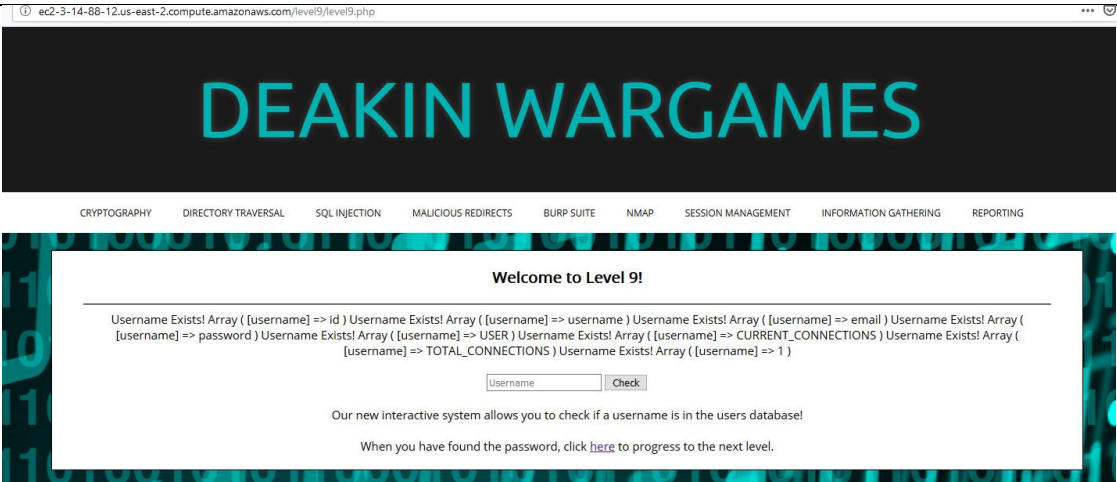 ec2-3-14-88-12.us-east-2.compute.amazonaws.com/level9/level9.php
DEAKIN WARGAMES
CRYPTOGRAPHY DIRECTORY TRAVERSAL SQL INJECTION MALICIOUS REDIRECTS BURP SUITE NMAP SESSION MANAGEMENT INFORMATION GATHERING REPORTING
Welcome to Level 9!
Username Exists! Array ( [username] => id ) Username Exists! Array ( [username] => username ) Username Exists! Array ( [username] => email ) Username Exists! Array (
[username] => password ) Username Exists! Array ( [username] => USER ) Username Exists! Array ( [username] => CURRENT_CONNECTIONS ) Username Exists! Array (
[username] => TOTAL_CONNECTIONS ) Username Exists! Array ( [username] => 1 )
Username Check
Our new interactive system allows you to check if a username is in the users database!
When you have found the password, click here to progress to the next level.